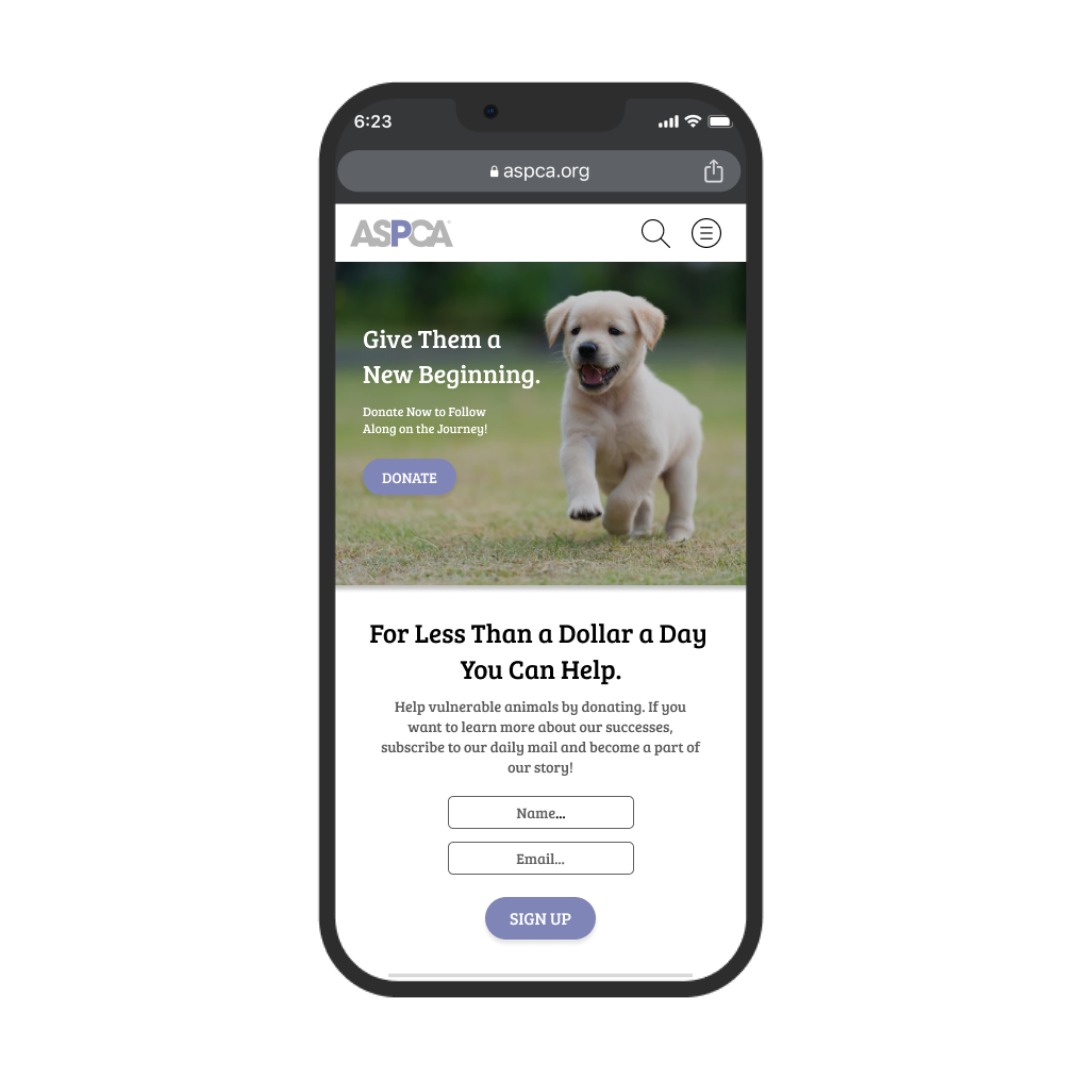 6:23
aspca.org
ASPCA
Give Them a
New Beginning.
Donate Now to Follow
Along on the Journey!
DONATE
For Less Than a Dollar a Day
You Can Help.
Help vulnerable animals by donating. If you
want to learn more about our successes,
subscribe to our daily mail and become a part of
our story!
Name...
Email...
SIGN UP